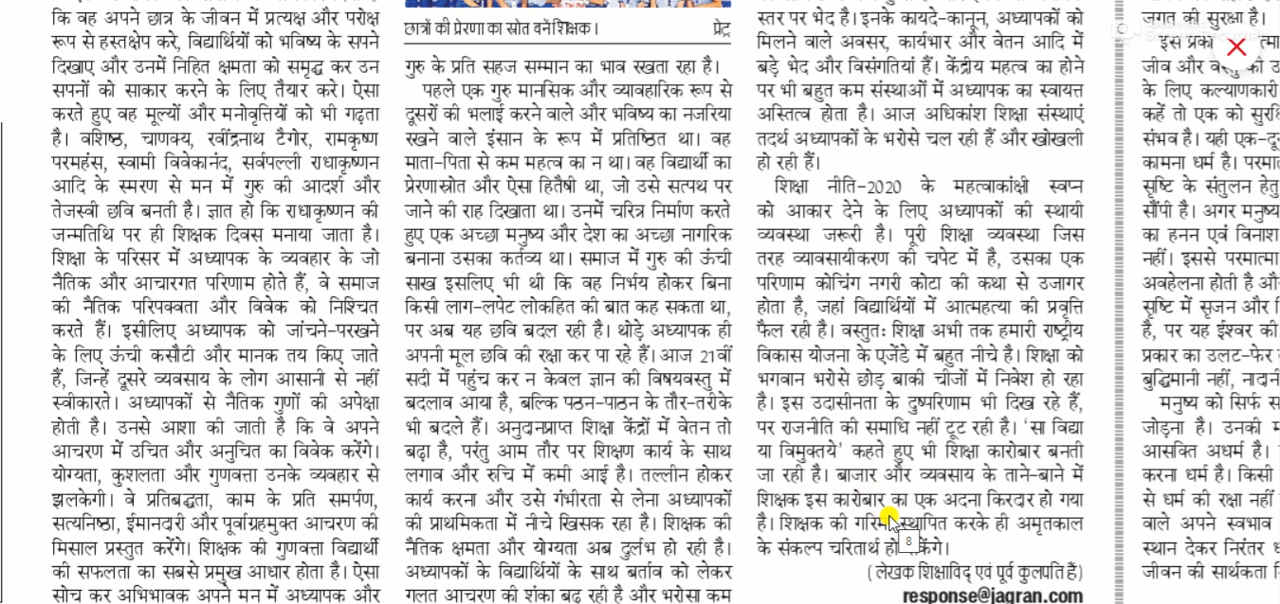 कि वह अपने छात्र के जीवन में प्रत्यक्ष और परोक्ष
रूप से हस्तक्षेप करे, विद्यार्थियों को भविष्य के सपने
दिखाए और उनमें निहित क्षमता को समृद्ध कर उन
सपनों को साकार करने के लिए तैयार करे। ऐसा
करते हुए वह मूल्यों और मनोवृत्तियों को भी गढ़ता
है। वशिष्ठ, चाणक्य, रवींद्रनाथ टैगोर, रामकृष्ण
परमहंस, स्वामी विवेकानंद, सर्वपल्ली राधाकृष्णन
आदि के स्मरण से मन में गुरु की आदर्श और
तेजस्वी छवि बनती है। ज्ञात हो कि राधाकृष्णन की
जन्मतिथि पर ही शिक्षक दिवस मनाया जाता है।
शिक्षा के परिसर में अध्यापक के व्यवहार के जो
नैतिक और आचारगत परिणाम होते हैं, वे समाज
की नैतिक परिपक्वता और विवेक को निश्चित
करते हैं। इसीलिए अध्यापक को जांचने-परखने
के लिए ऊंची कसौटी और मानक तय किए जाते
हैं, जिन्हें दूसरे व्यवसाय के लोग आसानी से नहीं
स्वीकारते। अध्यापकों से नैतिक गुणों की अपेक्षा
होती है। उनसे आशा की जाती है कि वे अपने
आचरण में उचित और अनुचित का विवेक करेंगे।
योग्यता, कुशलता और गुणवत्ता उनके व्यवहार से
झलकेगी। वे प्रतिबद्धता, काम के प्रति समर्पण,
सत्यनिष्ठा, ईमानदारी और पूर्वाग्रहमुक्त आचरण की
मिसाल प्रस्तुत करेंगे। शिक्षक की गुणवत्ता विद्यार्थी
की सफलता का सबसे प्रमुख आधार होता है। ऐसा
सोच कर अभिभावक अपने मन में अध्यापक और
छात्रों की प्रेरणा का स्रोत बनें शिक्षक। प्रेट्र
गुरु के प्रति सहज सम्मान का भाव रखता रहा है।
पहले एक गुरु मानसिक और व्यावहारिक रूप से
दूसरों की भलाई करने वाले और भविष्य का नजरिया
रखने वाले इंसान के रूप में प्रतिष्ठित था। वह
माता-पिता से कम महत्व का न था। वह विद्यार्थी का
प्रेरणास्रोत और ऐसा हितैषी था, जो उसे सत्पथ पर
जाने की राह दिखाता था। उनमें चरित्र निर्माण करते
हुए एक अच्छा मनुष्य और देश का अच्छा नागरिक
बनाना उसका कर्तव्य था। समाज में गुरु की ऊंची
साख इसलिए भी थी कि वह निर्भय होकर बिना
किसी लाग-लपेट लोकहित की बात कह सकता था,
पर अब यह छवि बदल रही है। थोड़े अध्यापक ही
अपनी मूल छवि की रक्षा कर पा रहे हैं। आज 21वीं
सदी में पहुंच कर न केवल ज्ञान की विषयवस्तु में
लाव आया है, बल्कि पठन-पाठन के तौर-तरीके
भी बदले हैं। अनुदानप्राप्त शिक्षा केंद्रों में वेतन तो
बढ़ा है, परंतु आम तौर पर शिक्षण कार्य के साथ
गाव और रुचि में कमी आई है। तल्लीन होकर
कार्य करना और उसे गंभीरता से लेना अध्यापकों
की प्राथमिकता में नीचे खिसक रहा है। शिक्षक की
नैतिक क्षमता और योग्यता अब दुर्लभ हो रही है।
ध्यापकों के विद्यार्थियों के साथ बर्ताव को लेकर
आचरण की शंका बढ़ रही है और भरोसा कम
स्तर पर भेद है। इनके कायदे-कानून, अध्यापकों को
मिलने वाले अवसर, कार्यभार और वेतन आदि में
बड़े भेद और विसंगतियां हैं। केंद्रीय महत्व का होने
पर भी बहुत कम संस्थाओं में अध्यापक का स्वायत्त
अस्तित्व होता है। आज अधिकांश शिक्षा संस्थाएं
तदर्थ अध्यापकों के भरोसे चल रही हैं और खोखली
हो रही हैं।
शिक्षा नीति-2020 के महत्वाकांक्षी स्वप्न
को आकार देने के लिए अध्यापकों की स्थायी
व्यवस्था जरूरी है। पूरी शिक्षा व्यवस्था जिस
तरह व्यावसायीकरण की चपेट में है, उसका एक
परिणाम कोचिंग नगरी कोटा की कथा से उजागर
होता है, जहां विद्यार्थियों में आत्महत्या की प्रवृत्ति
फैल रही है। वस्तुतः शिक्षा अभी तक हमारी राष्ट्रीय
विकास योजना के एजेंडे में बहुत नीचे है। शिक्षा को
भगवान भरोसे छोड़ बाकी चीजों में निवेश हो रहा
है। इस उदासीनता के दुष्परिणाम भी दिख रहे हैं,
पर राजनीति की समाधि नहीं टूट रही है। 'सा विद्या
या विमुक्तये' कहते हुए भी शिक्षा कारोबार बनती
जा रही है। बाजार और व्यवसाय के ताने-बाने में
शिक्षक इस कारोबार का एक अदना किरदार हो गया
है। शिक्षक की गरिमा स्थापित करके ही अमृतकाल
के संकल्प चरितार्थ हो केंगे।
8
(लेखक शिक्षाविद् एवं पूर्व कुलपति हैं)
response@jagran.com
जगत की सुरक्षा है।
इस
जीव और
के लिए कल्याणकारी
कहें तो एक को
संभव है। यही एक-दू
कामना धर्म है।
सृष्टि के संतुलन हेतु
सौंपी है। अगर मनुष्य
का हनन एवं विनाश
नहीं। इससे परमात्मा
अवहेलना होती है
सृष्टि में सृजन और
है, पर यह ईश्वर की
प्रकार का उलट-फेर
बुद्धिमानी नहीं,
मनुष्य को सिर्फ
जोड़ना है। उनकी
आसक्ति अधर्म है।
करना धर्म है। किसी
से धर्म की रक्षा नहीं
वाले अपने स्वभाव
स्थान देकर निरंतर
जीवन की सार्थकता